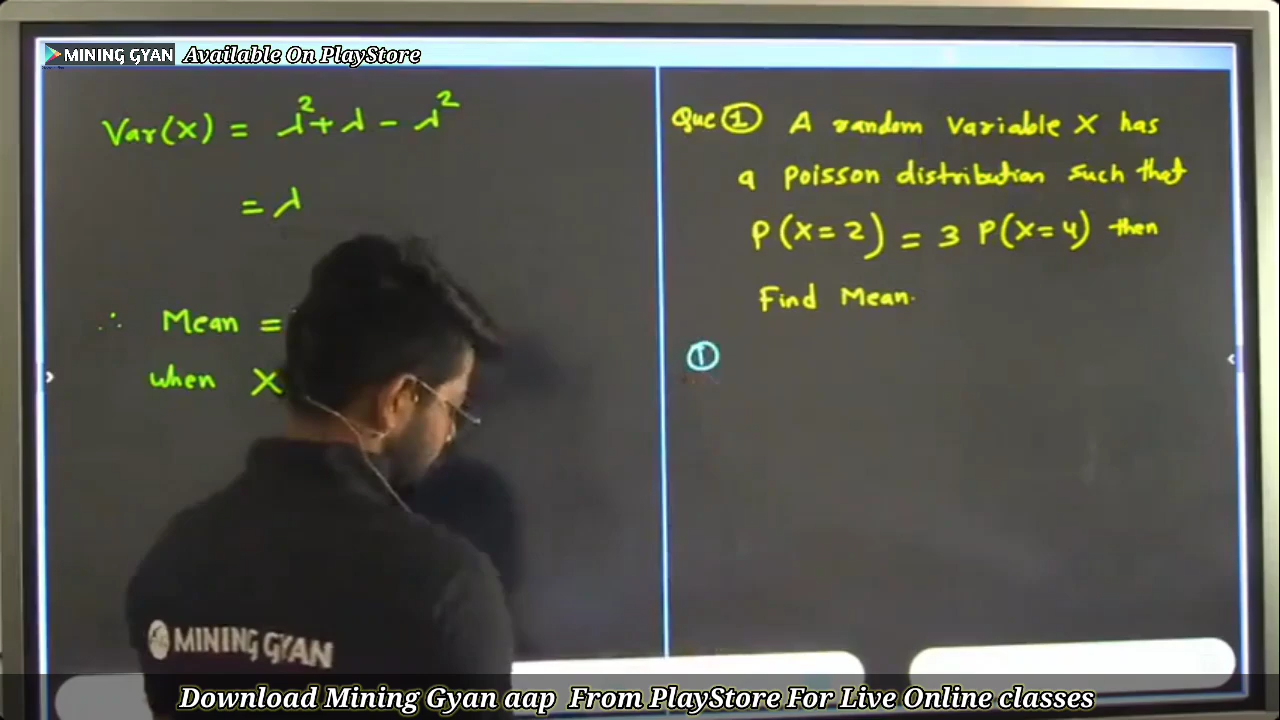 MINING GYAN Available On PlayStore
Var(X) = λ²+ λ - λ²
= λ
∴ Mean =
when X
Que ① A random variable X has
a Poisson distribution such that
P(X=2) = 3 P(X=4) then
Find Mean.
①
MINING GYAN
Download Mining Gyan aap From PlayStore For Live Online classes